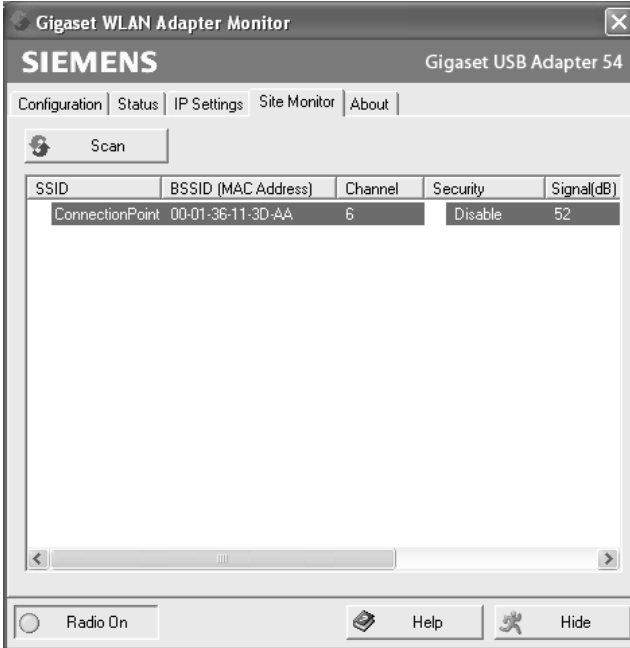 Gigaset WLAN Adapter Monitor
SIEMENS Gigaset USB Adapter 54
Configuration Status IP Settings Site Monitor About
Scan
SSID BSSID (MAC Address) Channel Security Signal(dB)
ConnectionPoint 00-01-36-11-3D-AA 6 Disable 52
Radio On Help Hide